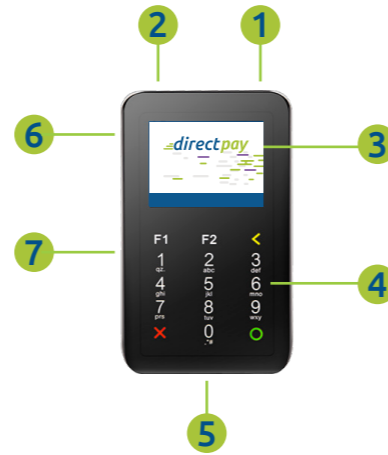 2 1
6
directpay
3
7
F1 F2 <
1 2 3
qz. abc def
4 5 6
4
ghi jkl mno
7 8 9
prs tuv wxy
X 0 O
5